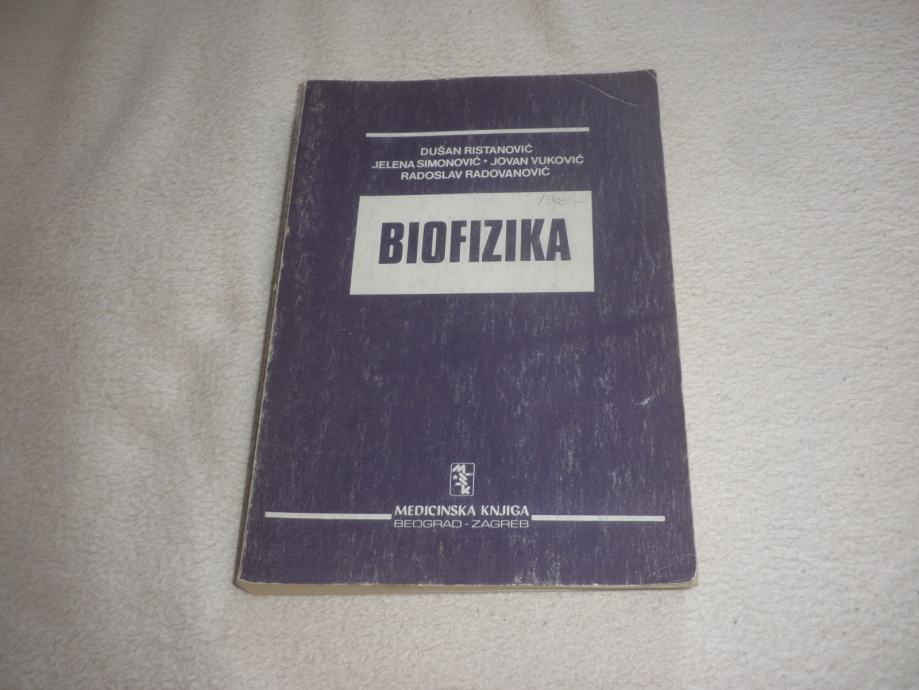 DUŠAN RISTANOVIĆ
JELENA SIMONOVIĆ • JOVAN VUKOVIĆ
RADOSLAV RADOVANOVIĆ
BIOFIZIKA
MEDICINSKA KNJIGA
BEOGRAD - ZAGREB